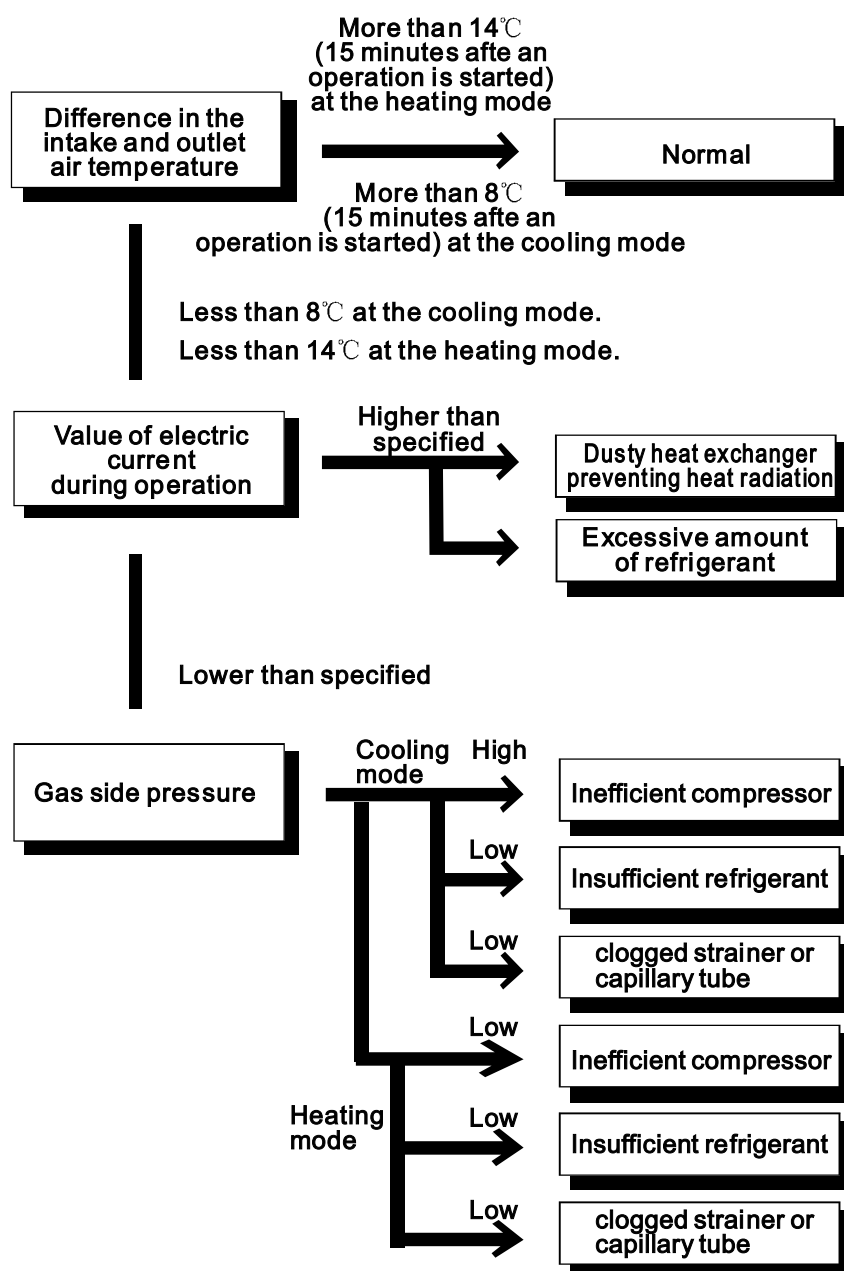 More than 14℃
(15 minutes afte an
operation is started)
at the heating mode
Difference in the
intake and outlet
air temperature
Normal
More than 8℃
(15 minutes afte an
operation is started) at the cooling mode
Less than 8℃ at the cooling mode.
Less than 14℃ at the heating mode.
Value of electric
current
during operation
Higher than
specified
Dusty heat exchanger
preventing heat radiation
Excessive amount
of refrigerant
Lower than specified
Gas side pressure
Cooling
mode
High
Inefficient compressor
Low
Insufficient refrigerant
Low
clogged strainer or
capillary tube
Low
Inefficient compressor
Heating
mode
Low
Insufficient refrigerant
Low
clogged strainer or
capillary tube